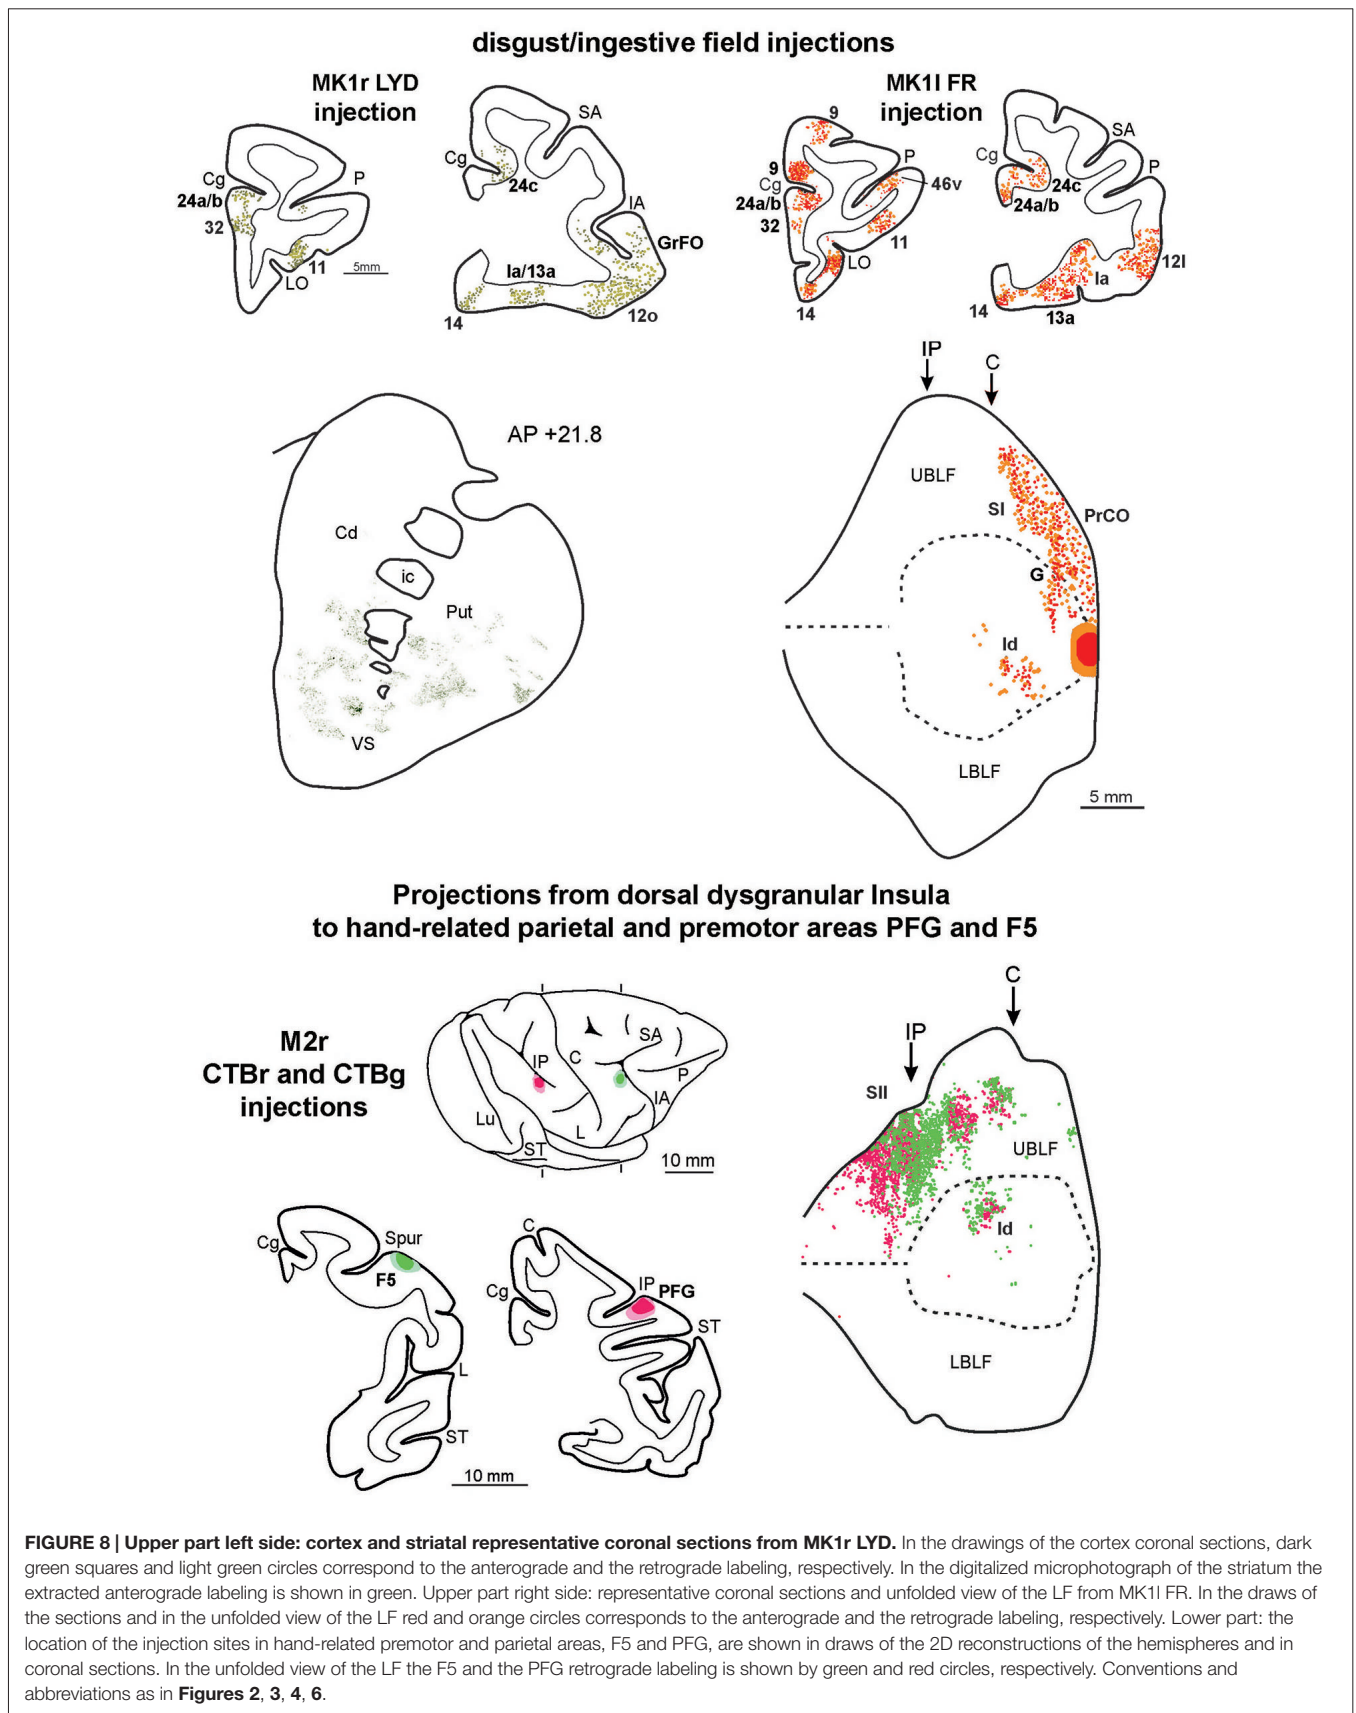 disgust/ingestive field injections
MK1r LYD
injection
MK1l FR
injection
Cg
24a/b
32
P
11
LO
5mm
SA
Cg
24c
IA
GrFO
Ia/13a
14
12o
9
9
Cg
24a/b
32
P
46v
11
LO
14
SA
P
Cg
24c
24a/b
Ia
12l
14
13a
AP +21.8
Cd
ic
Put
VS
IP
C
UBLF
SI
PrCO
G
Id
LBLF
5 mm
Projections from dorsal dysgranular Insula
to hand-related parietal and premotor areas PFG and F5
M2r
CTBr and CTBg
injections
IP
C
SA
P
IA
Lu
ST
L
10 mm
Cg
Spur
F5
L
ST
10 mm
C
Cg
IP
PFG
ST
C
IP
SII
UBLF
Id
LBLF
FIGURE 8 | Upper part left side: cortex and striatal representative coronal sections from MK1r LYD. In the drawings of the cortex coronal sections, dark
green squares and light green circles correspond to the anterograde and the retrograde labeling, respectively. In the digitalized microphotograph of the striatum the
extracted anterograde labeling is shown in green. Upper part right side: representative coronal sections and unfolded view of the LF from MK1l FR. In the draws of
the sections and in the unfolded view of the LF red and orange circles corresponds to the anterograde and the retrograde labeling, respectively. Lower part: the
location of the injection sites in hand-related premotor and parietal areas, F5 and PFG, are shown in draws of the 2D reconstructions of the hemispheres and in
coronal sections. In the unfolded view of the LF the F5 and the PFG retrograde labeling is shown by green and red circles, respectively. Conventions and
abbreviations as in Figures 2, 3, 4, 6.